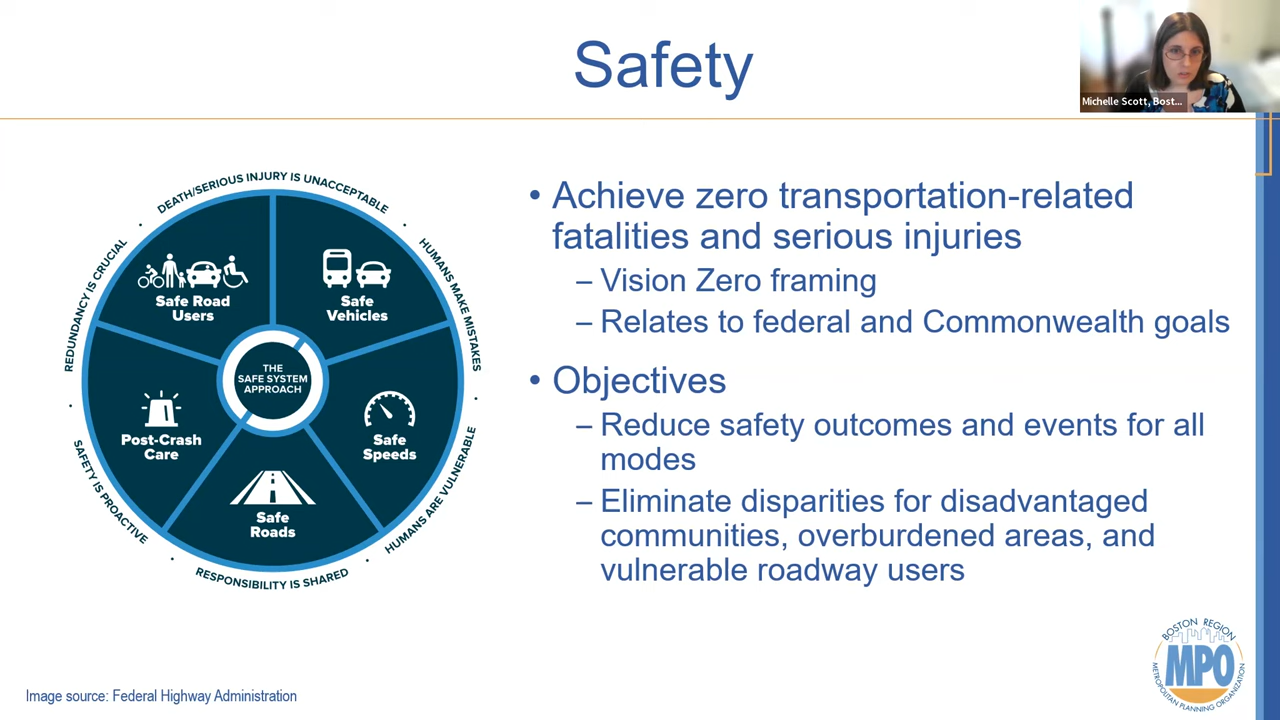 Safety
Michelle Scott, Bost...
DEATH/SERIOUS INJURY IS UNACCEPTABLE
HUMANS MAKE MISTAKES
HUMANS ARE VULNERABLE
RESPONSIBILITY IS SHARED
SAFETY IS PROACTIVE
REDUNDANCY IS CRUCIAL
Safe Road
Users
Safe
Vehicles
THE
SAFE SYSTEM
APPROACH
Post-Crash
Care
Safe
Speeds
Safe
Roads
• Achieve zero transportation-related
fatalities and serious injuries
– Vision Zero framing
– Relates to federal and Commonwealth goals
• Objectives
– Reduce safety outcomes and events for all
modes
– Eliminate disparities for disadvantaged
communities, overburdened areas, and
vulnerable roadway users
BOSTON REGION
MPO
METROPOLITAN PLANNING ORGANIZATION
Image source: Federal Highway Administration